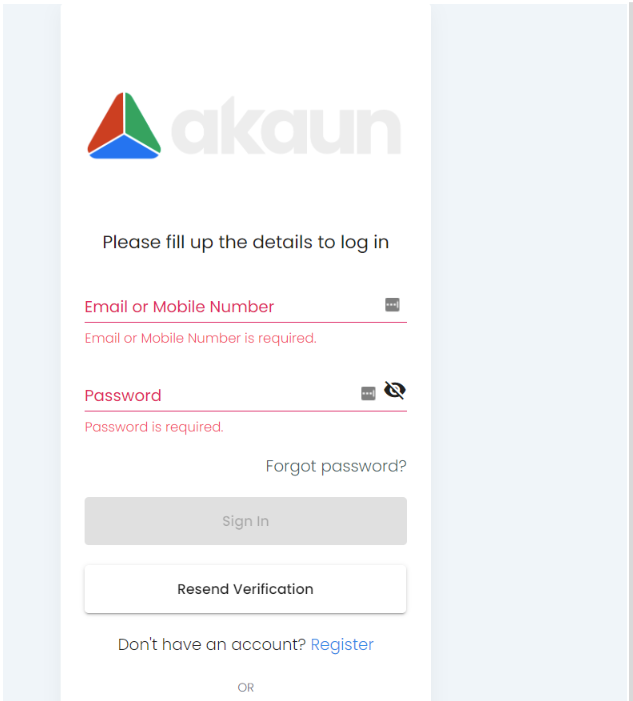 akaun
Please fill up the details to log in
Email or Mobile Number
Email or Mobile Number is required.
Password
Password is required.
Forgot password?
Sign In
Resend Verification
Don't have an account? Register
OR